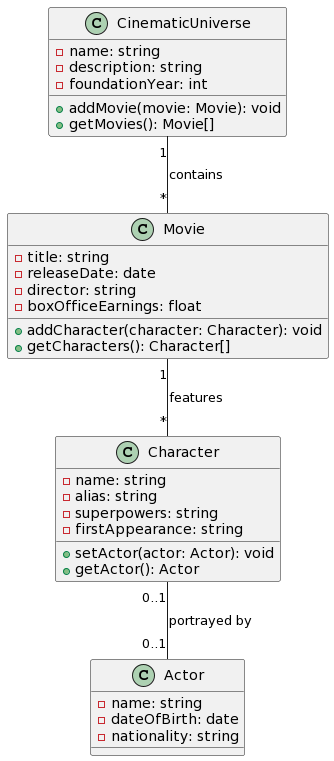 C CinematicUniverse
name: string
description: string
foundationYear: int
addMovie(movie: Movie): void
getMovies(): Movie[]
1
contains
*
C Movie
title: string
releaseDate: date
director: string
boxOfficeEarnings: float
addCharacter(character: Character): void
getCharacters(): Character[]
1
features
*
C Character
name: string
alias: string
superpowers: string
firstAppearance: string
setActor(actor: Actor): void
getActor(): Actor
0..1
portrayed by
0..1
C Actor
name: string
dateOfBirth: date
nationality: string